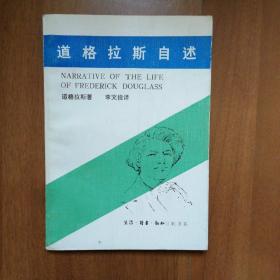 道格拉斯自述
NARRATIVE OF THE LIFE
OF FREDERICK DOUGLASS
道格拉斯著 李文俊译
生活·读书·新知三联书店